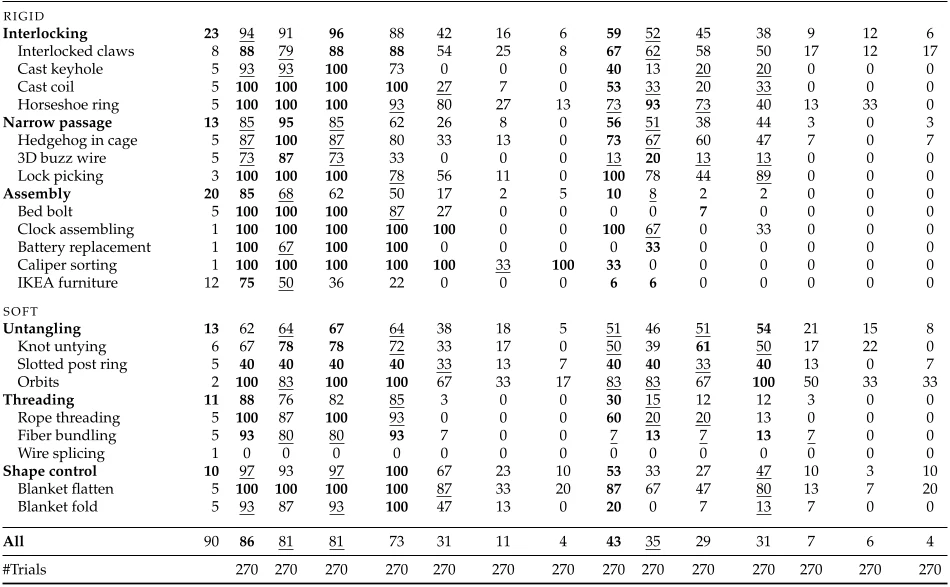 RIGID
Interlocking 23 94 91 96 88 42 16 6 59 52 45 38 9 12 6
Interlocked claws 8 88 79 88 88 54 25 8 67 62 58 50 17 12 17
Cast keyhole 5 93 93 100 73 0 0 0 40 13 20 20 0 0 0
Cast coil 5 100 100 100 100 27 7 0 53 33 20 33 0 0 0
Horseshoe ring 5 100 100 100 93 80 27 13 73 93 73 40 13 33 0
Narrow passage 13 85 95 85 62 26 8 0 56 51 38 44 3 0 3
Hedgehog in cage 5 87 100 87 80 33 13 0 73 67 60 47 7 0 7
3D buzz wire 5 73 87 73 33 0 0 0 13 20 13 13 0 0 0
Lock picking 3 100 100 100 78 56 11 0 100 78 44 89 0 0 0
Assembly 20 85 68 62 50 17 2 5 10 8 2 2 0 0 0
Bed bolt 5 100 100 100 87 27 0 0 0 0 7 0 0 0 0
Clock assembling 1 100 100 100 100 100 0 0 100 67 0 33 0 0 0
Battery replacement 1 100 67 100 100 0 0 0 0 33 0 0 0 0 0
Caliper sorting 1 100 100 100 100 100 33 100 33 0 0 0 0 0 0
IKEA furniture 12 75 50 36 22 0 0 0 6 6 0 0 0 0 0
SOFT
Untangling 13 62 64 67 64 38 18 5 51 46 51 54 21 15 8
Knot untying 6 67 78 78 72 33 17 0 50 39 61 50 17 22 0
Slotted post ring 5 40 40 40 40 33 13 7 40 40 33 40 13 0 7
Orbits 2 100 83 100 100 67 33 17 83 83 67 100 50 33 33
Threading 11 88 76 82 85 3 0 0 30 15 12 12 3 0 0
Rope threading 5 100 87 100 93 0 0 0 60 20 20 13 0 0 0
Fiber bundling 5 93 80 80 93 7 0 0 7 13 7 13 7 0 0
Wire splicing 1 0 0 0 0 0 0 0 0 0 0 0 0 0 0
Shape control 10 97 93 97 100 67 23 10 53 33 27 47 10 3 10
Blanket flatten 5 100 100 100 100 87 33 20 87 67 47 80 13 7 20
Blanket fold 5 93 87 93 100 47 13 0 20 0 7 13 7 0 0
All 90 86 81 81 73 31 11 4 43 35 29 31 7 6 4
#Trials 270 270 270 270 270 270 270 270 270 270 270 270 270 270